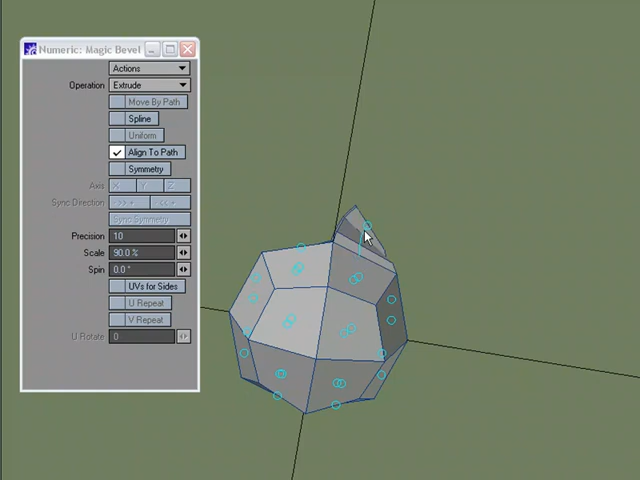 Numeric: Magic Bevel
Actions
Operation Extrude
Move By Path
Spline
Uniform
Align To Path
Symmetry
Axis X Y Z
Sync Direction ->> + - << +
Sync Symmetry
Precision 10
Scale 90.0 %
Spin 0.0 °
UVs for Sides
U Repeat
V Repeat
U Rotate 0